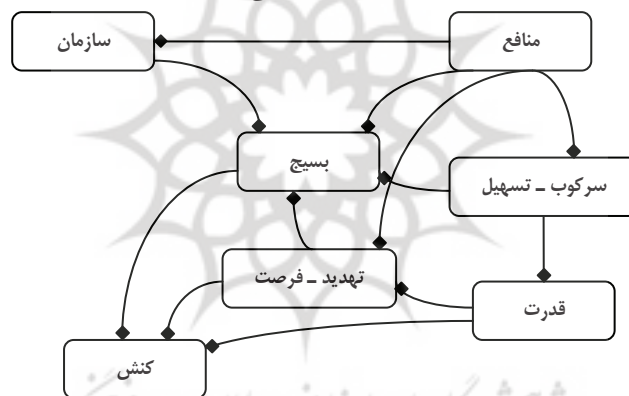 منافع
سازمان
بسیج
سرکوب ـ تسهیل
تهدید ـ فرصت
قدرت
کنش